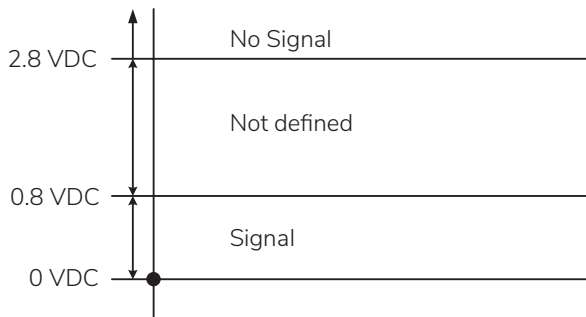 No Signal
2.8 VDC
Not defined
0.8 VDC
Signal
0 VDC